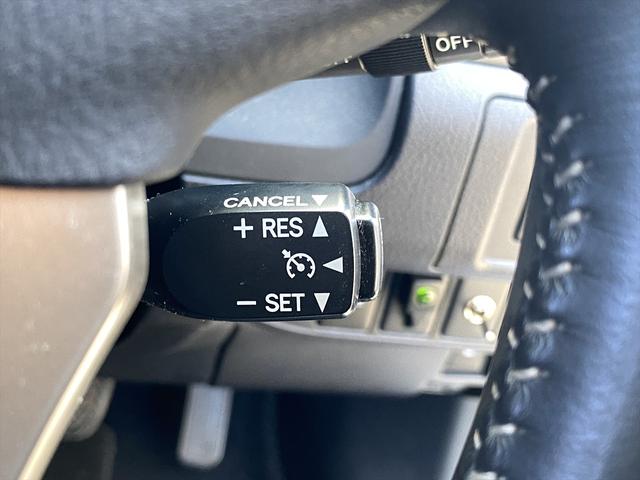 OFF
CANCEL▼
+ RES ▲
◀
− SET ▼